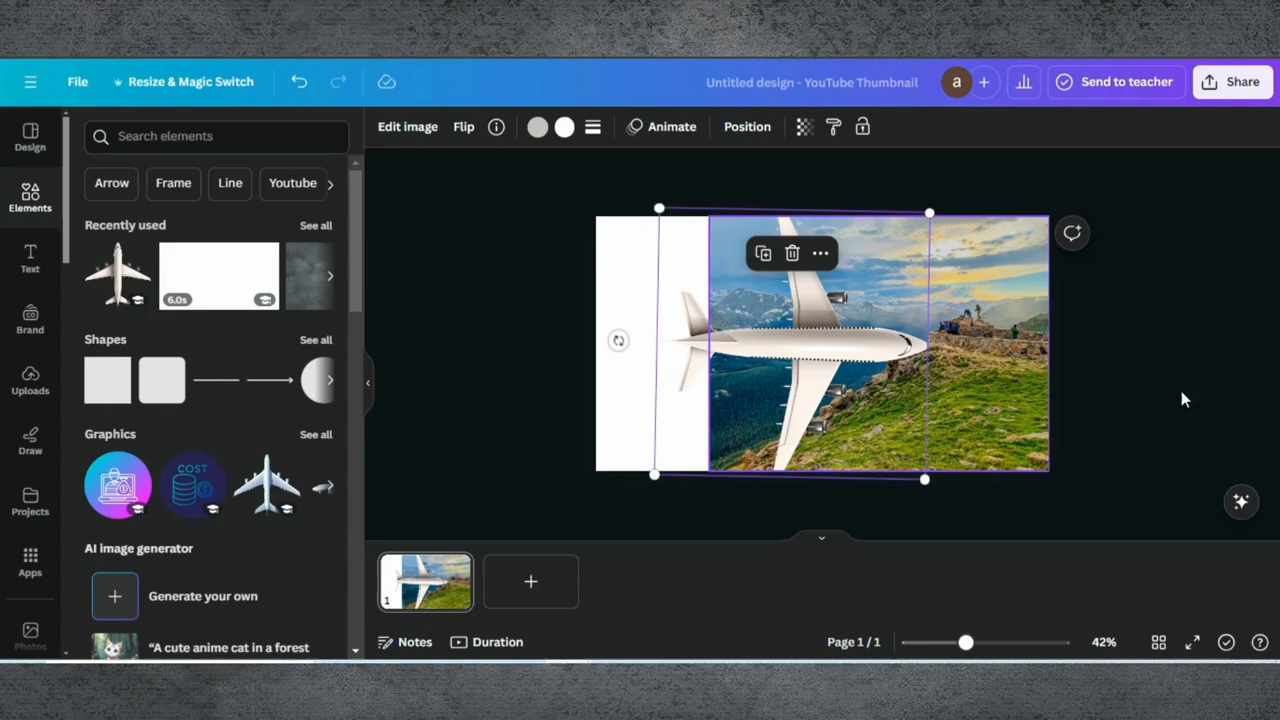 File
Resize & Magic Switch
Untitled design - YouTube Thumbnail
a
Send to teacher
Share
Design
Elements
Text
Brand
Uploads
Draw
Projects
Apps
Photos
Search elements
Arrow
Frame
Line
Youtube
Recently used
See all
6.0s
Shapes
See all
Graphics
See all
COST
AI image generator
Generate your own
"A cute anime cat in a forest
Edit image
Flip
Animate
Position
1
Notes
Duration
Page 1 / 1
42%